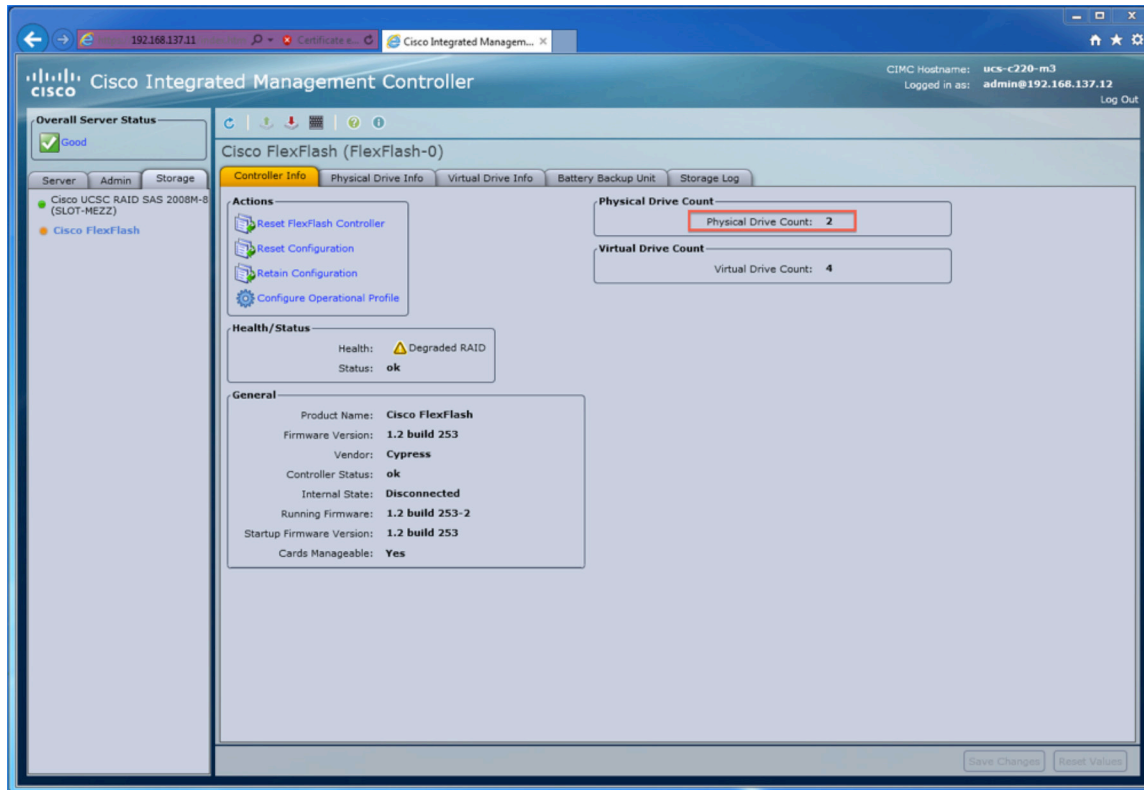 192.168.137.11
Certificate e...
Cisco Integrated Managem...
cisco
Cisco Integrated Management Controller
CIMC Hostname: ucs-c220-m3
Logged in as: admin@192.168.137.12
Log Out
Overall Server Status
Good
Server Admin Storage
Cisco UCSC RAID SAS 2008M-8
(SLOT-MEZZ)
Cisco FlexFlash
Cisco FlexFlash (FlexFlash-0)
Controller Info Physical Drive Info Virtual Drive Info Battery Backup Unit Storage Log
Actions
Reset FlexFlash Controller
Reset Configuration
Retain Configuration
Configure Operational Profile
Physical Drive Count
Physical Drive Count: 2
Virtual Drive Count
Virtual Drive Count: 4
Health/Status
Health: Degraded RAID
Status: ok
General
Product Name: Cisco FlexFlash
Firmware Version: 1.2 build 253
Vendor: Cypress
Controller Status: ok
Internal State: Disconnected
Running Firmware: 1.2 build 253-2
Startup Firmware Version: 1.2 build 253
Cards Manageable: Yes
Save Changes Reset Values